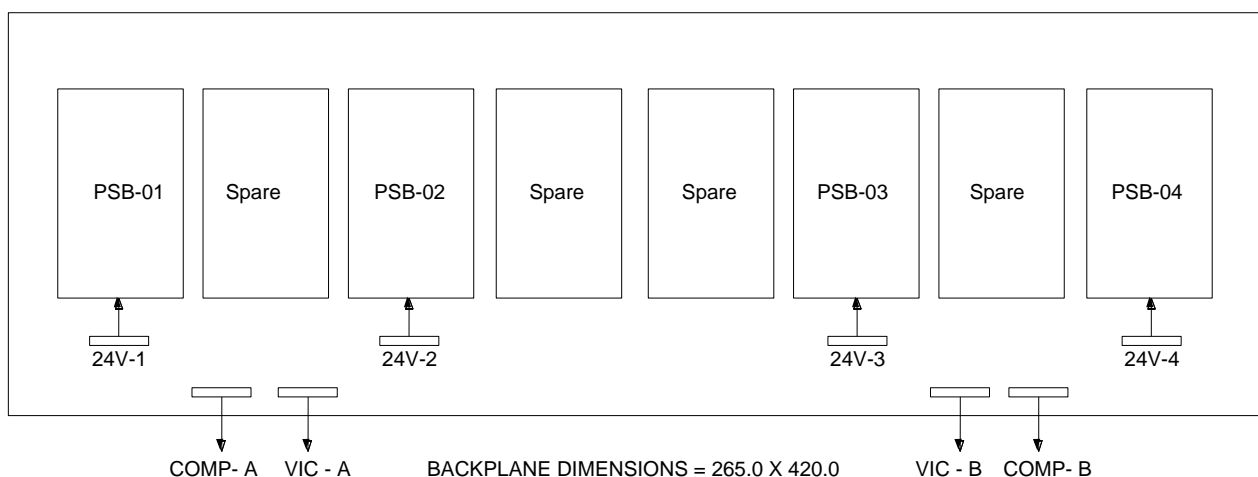 PSB-01
Spare
PSB-02
Spare
Spare
PSB-03
Spare
PSB-04
24V-1
24V-2
24V-3
24V-4
COMP- A
VIC - A
BACKPLANE DIMENSIONS = 265.0 X 420.0
VIC - B
COMP- B